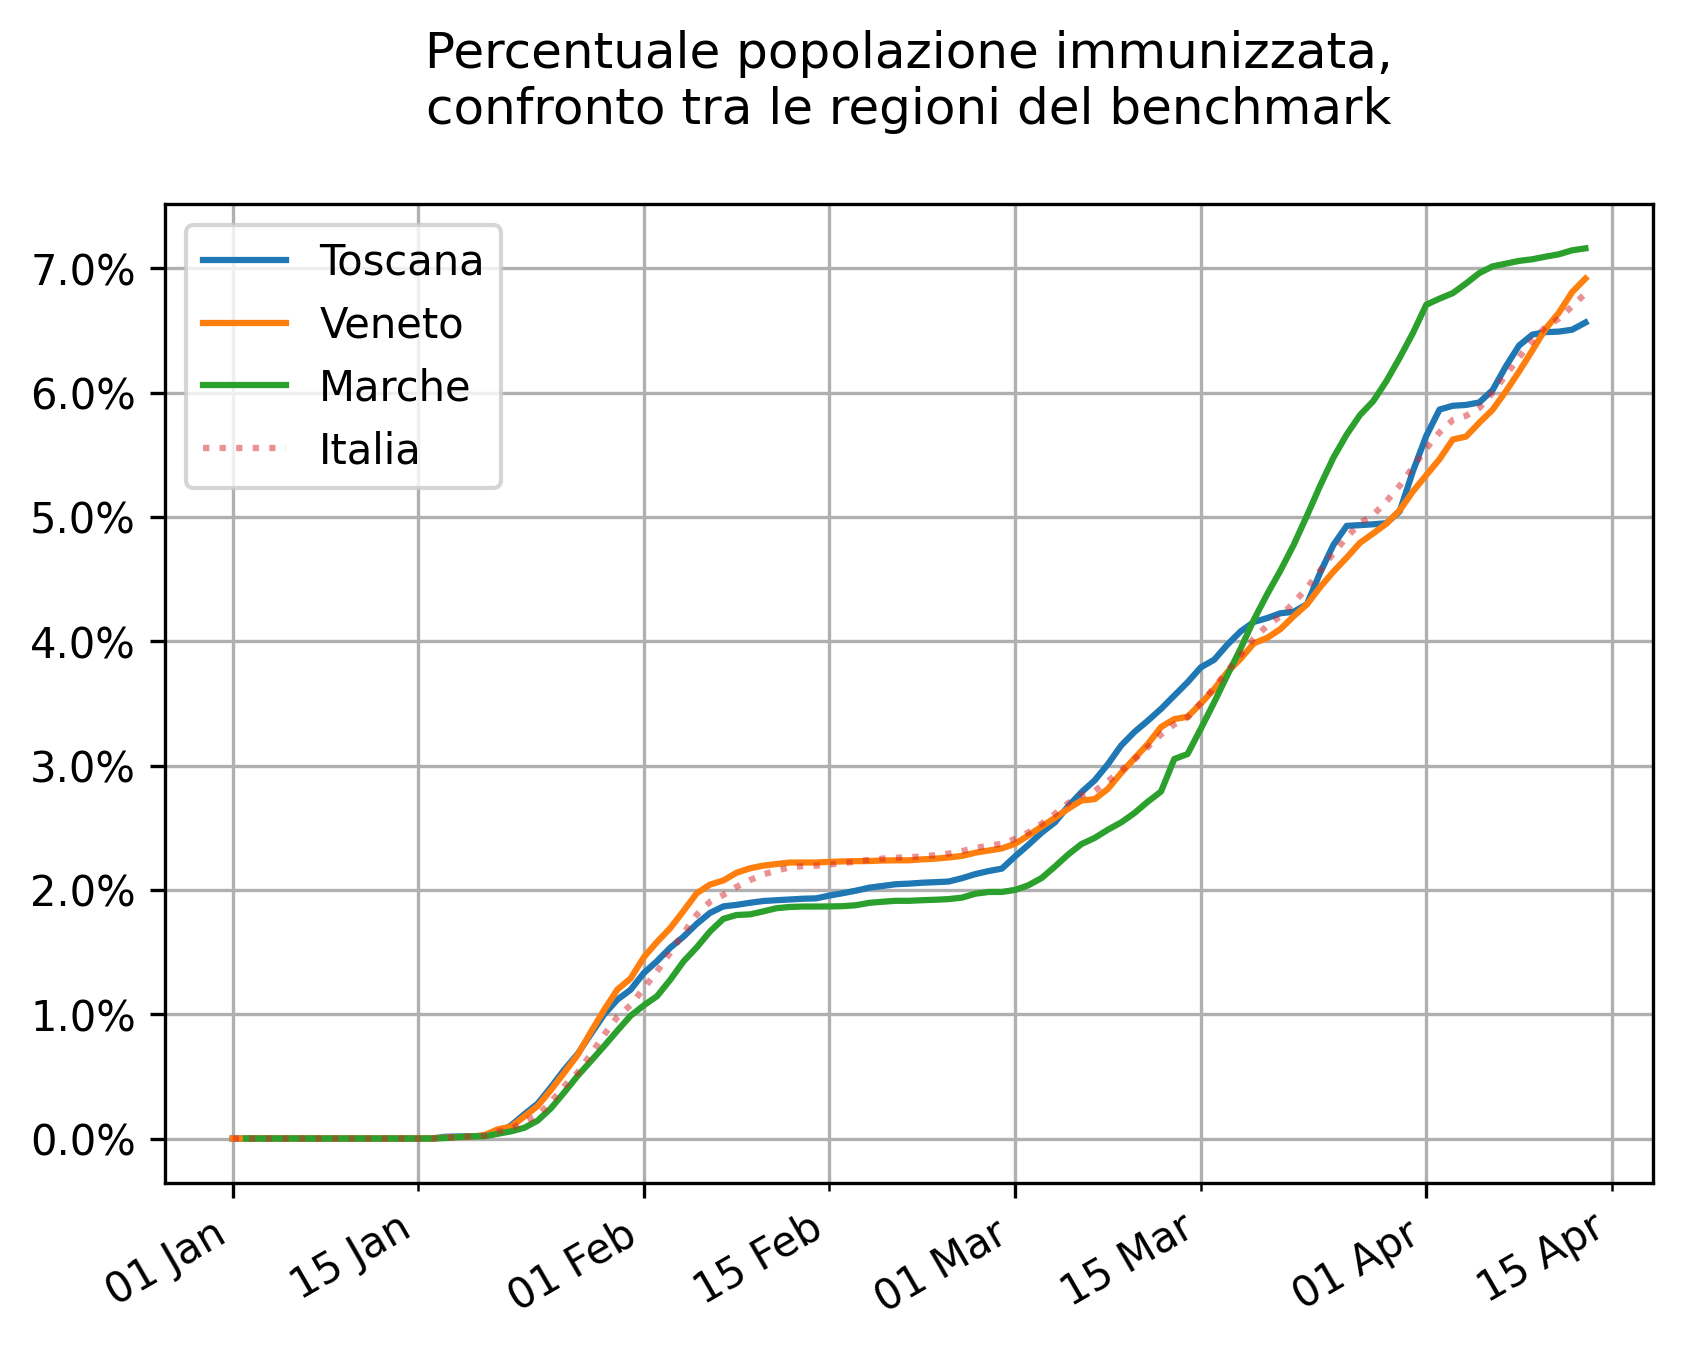 Percentuale popolazione immunizzata,
confronto tra le regioni del benchmark
Toscana
Veneto
Marche
Italia
7.0%
6.0%
5.0%
4.0%
3.0%
2.0%
1.0%
0.0%
01 Jan
15 Jan
01 Feb
15 Feb
01 Mar
15 Mar
01 Apr
15 Apr